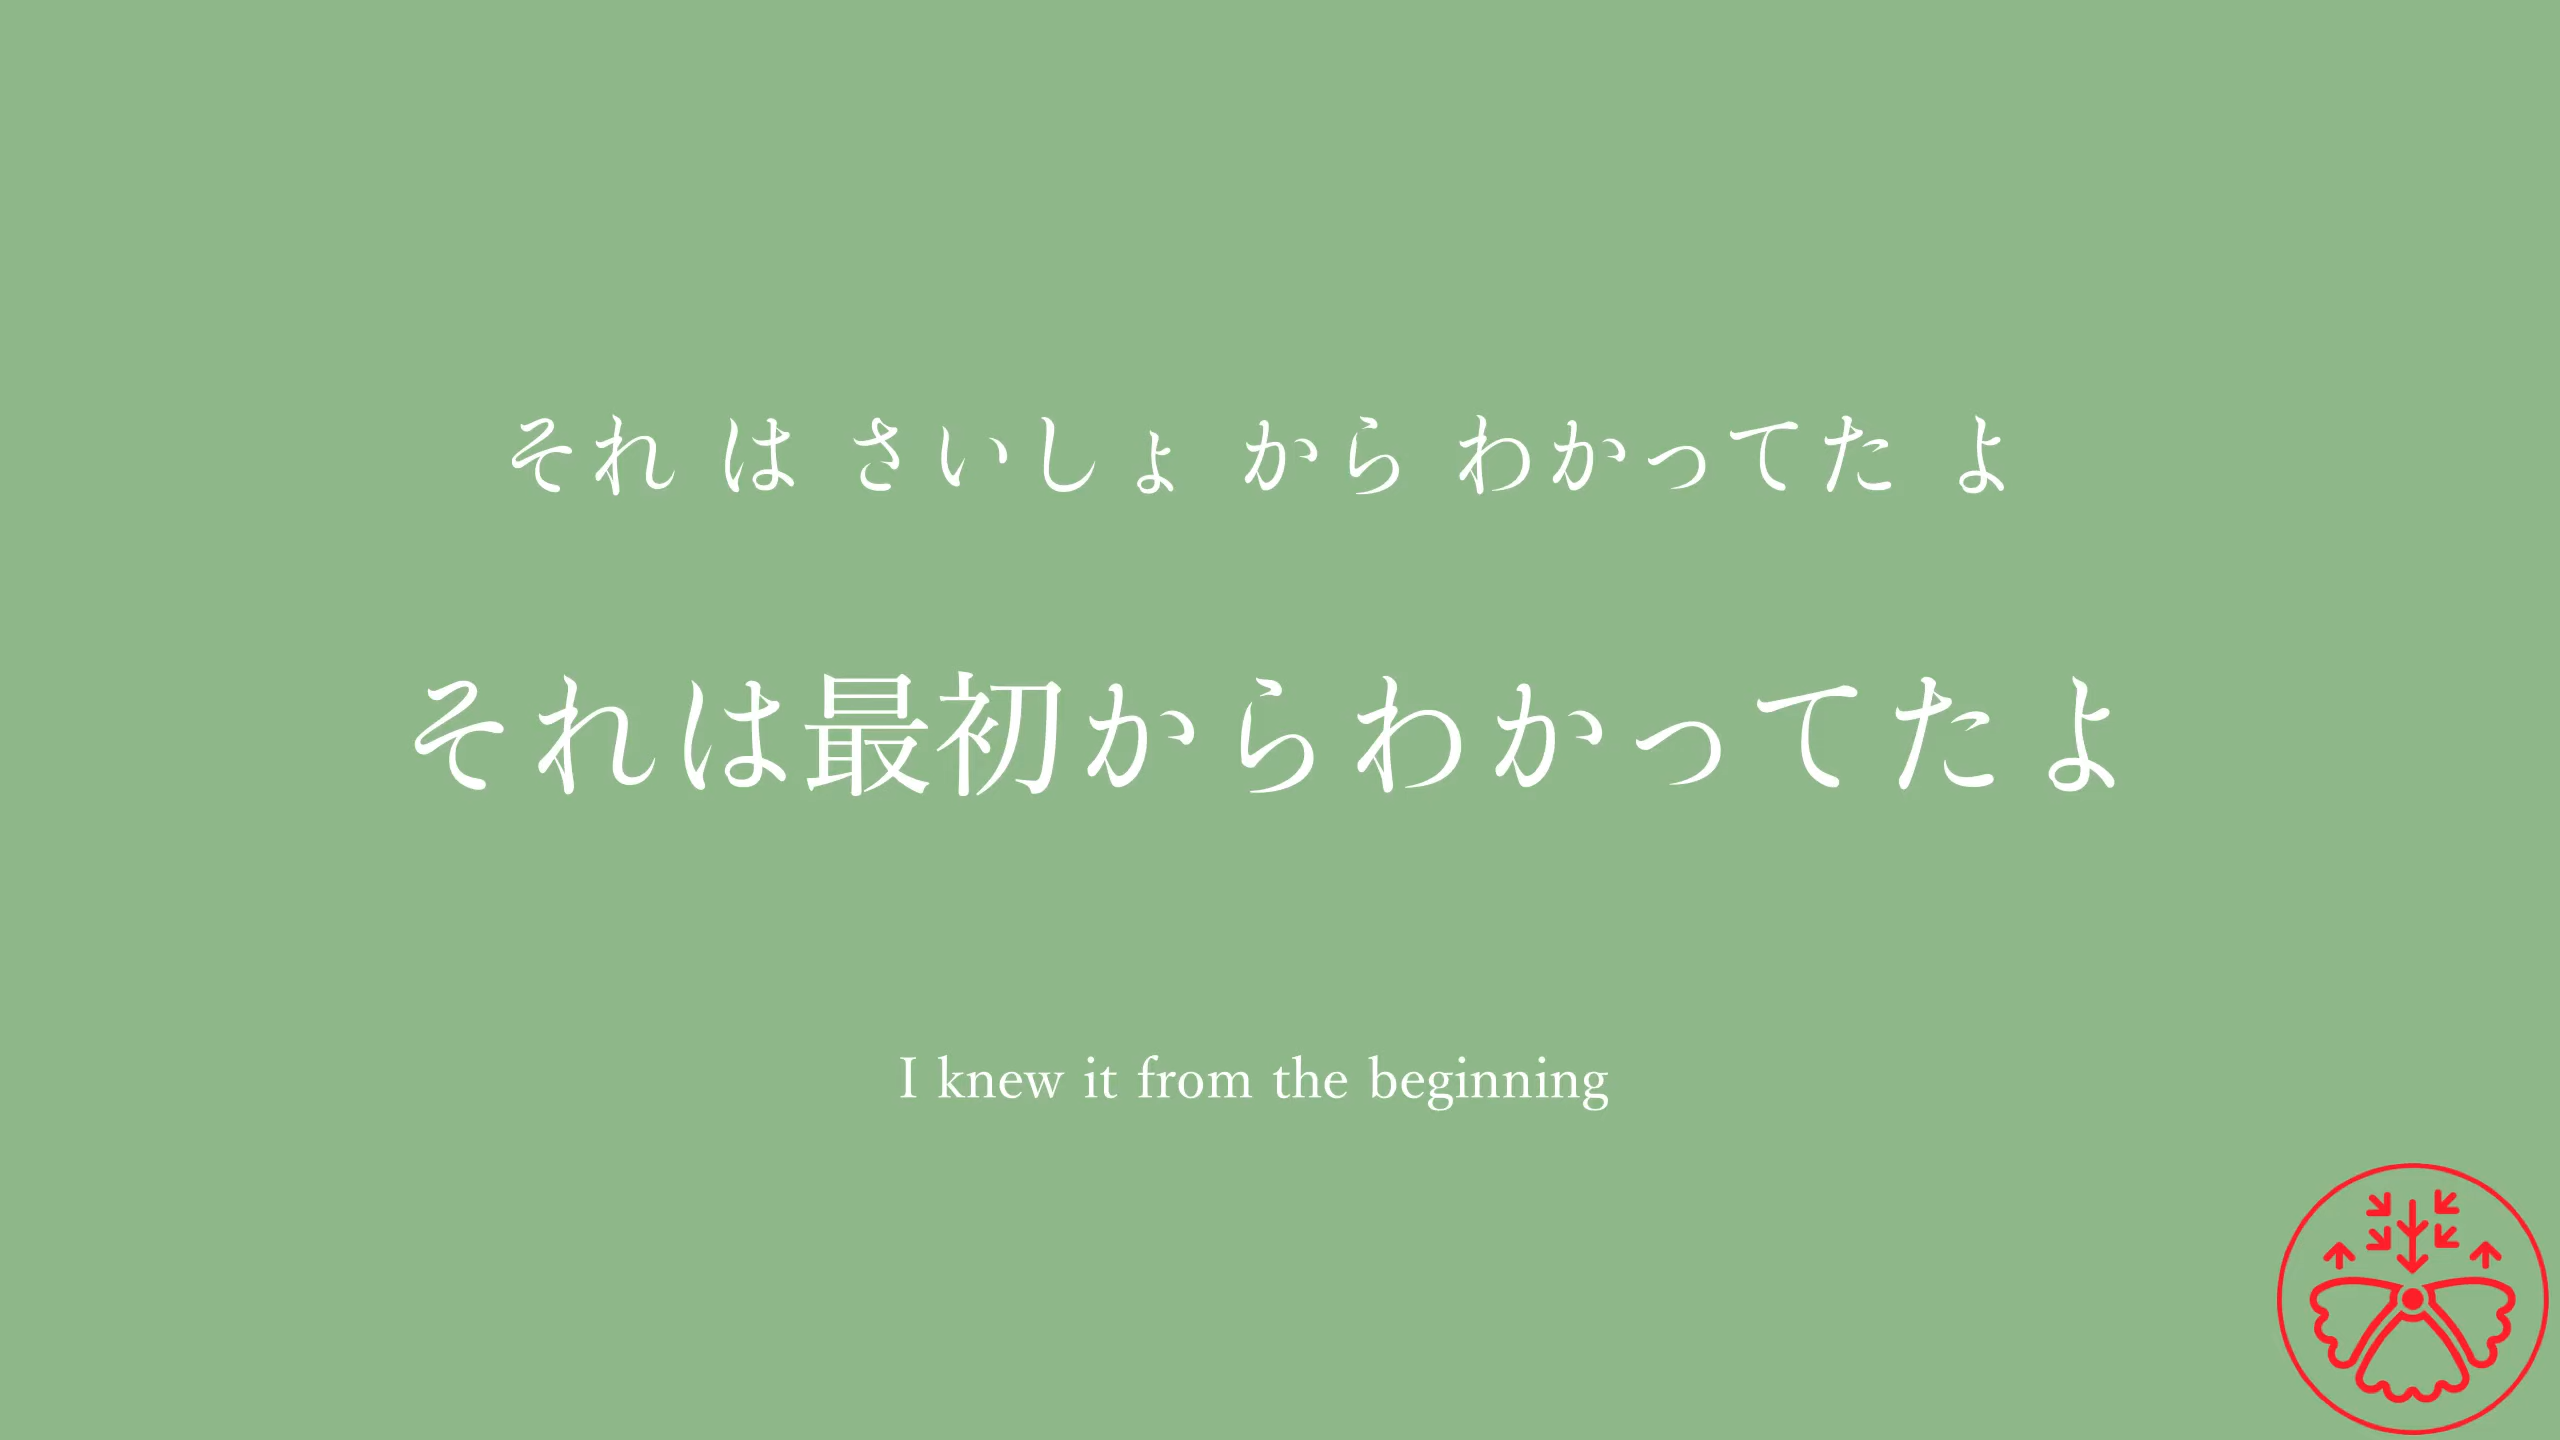 それ は さいしょ から わかってた よ
それは最初からわかってたよ
I knew it from the beginning